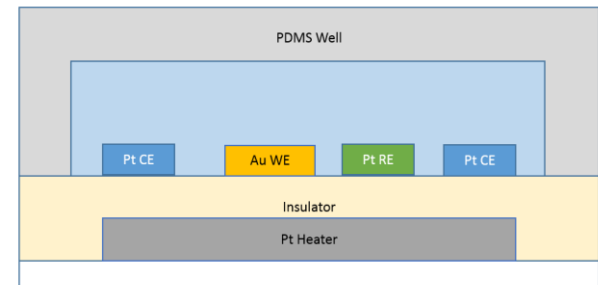 PDMS Well
Pt CE Au WE Pt RE Pt CE
Insulator
Pt Heater